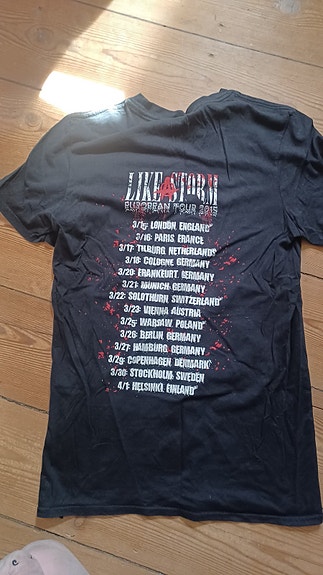 LIKE A STORM
EUROPEAN TOUR 2015
3/15: LONDON, ENGLAND*
3/16: PARIS, FRANCE
3/17: TILBURG, NETHERLANDS
3/18: COLOGNE, GERMANY
3/20: FRANKFURT, GERMANY
3/21: MUNICH, GERMANY
3/22: SOLOTHURN, SWITZERLAND*
3/23: VIENNA, AUSTRIA
3/25: WARSAW, POLAND*
3/26: BERLIN, GERMANY
3/27: HAMBURG, GERMANY
3/29: COPENHAGEN, DENMARK*
3/30: STOCKHOLM, SWEDEN
4/1: HELSINKI, FINLAND*